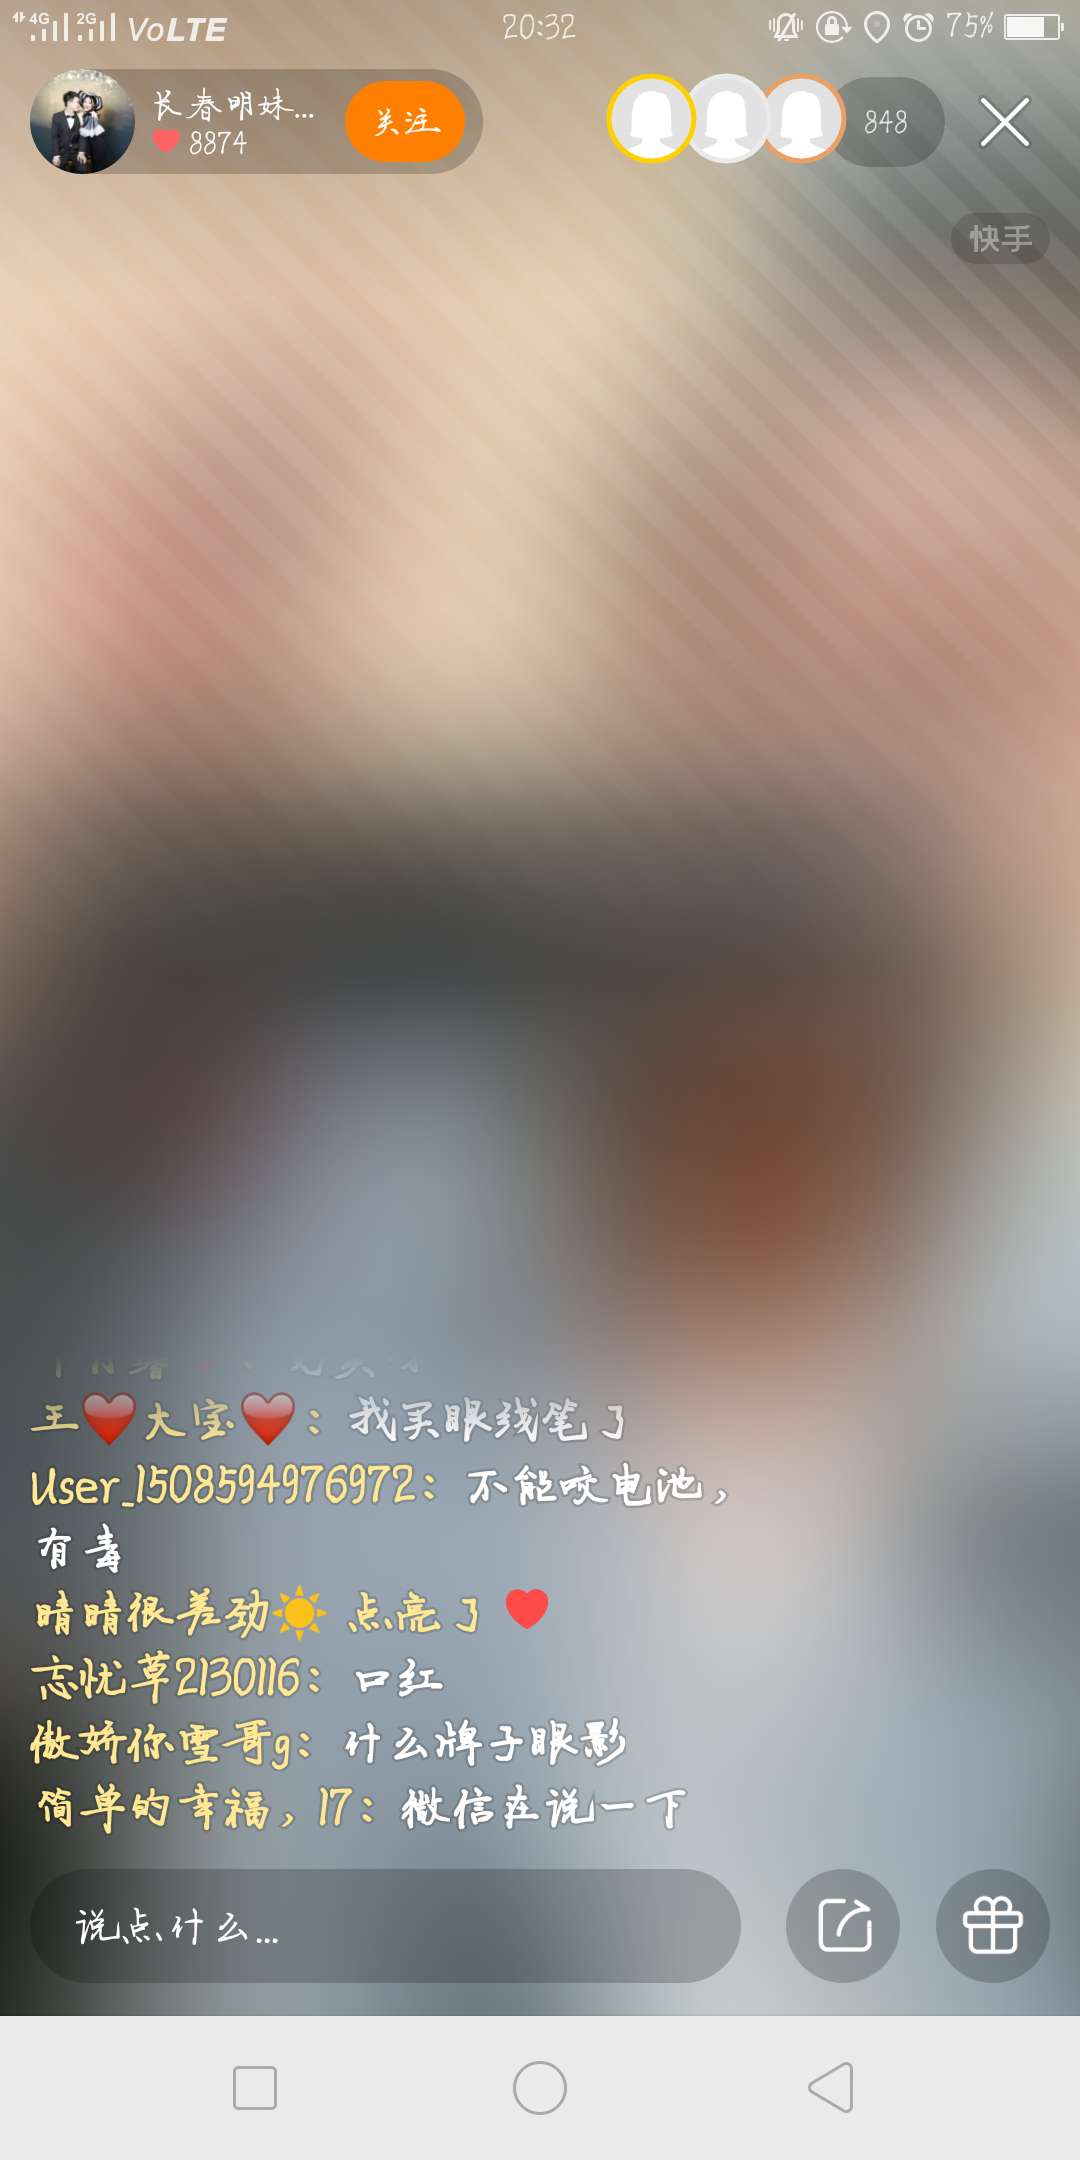 4G 2G VoLTE 20:32 75%
长春明妹... 关注 848
8874
快手
王❤️大宝❤️：我买眼线笔了
User_1508594976972：不能咬电池，
有毒
晴晴很差劲☀️ 点亮了❤
忘忧草2130116：口红
傲娇你雪哥g：什么牌子眼影
简单的幸福，17：微信在说一下
说点什么...